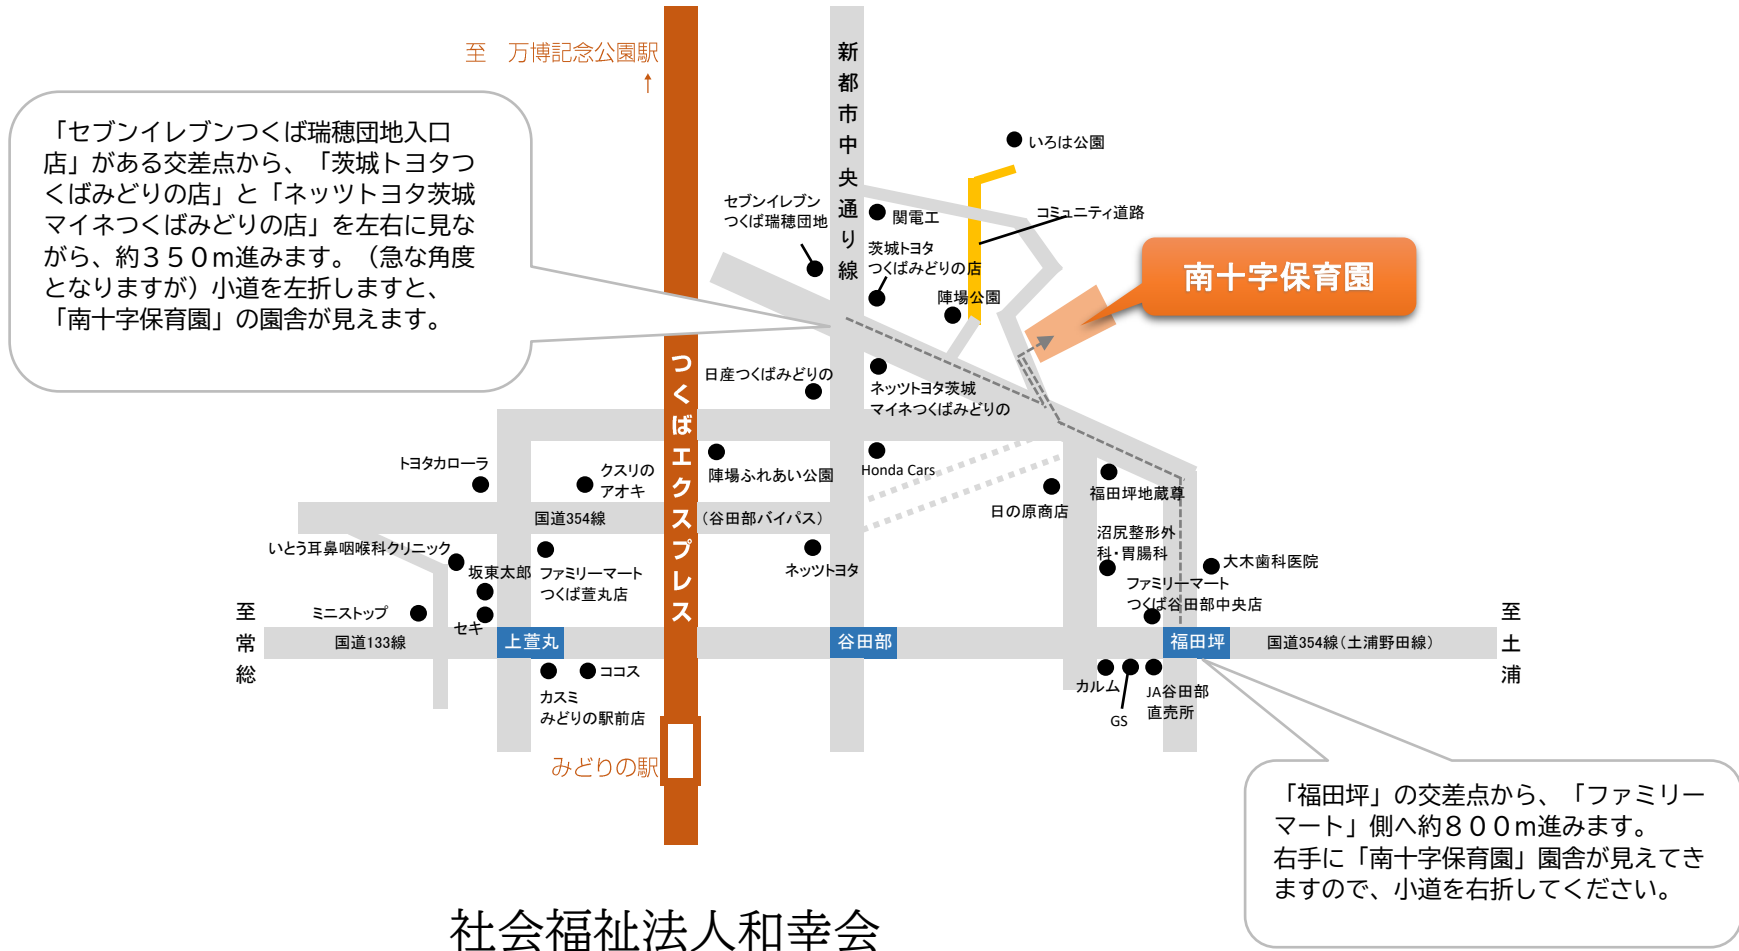 至　万博記念公園駅
↑
新都市中央通り線
「セブンイレブンつくば瑞穂団地入口
店」がある交差点から、「茨城トヨタつ
くばみどりの店」と「ネッツトヨタ茨城
マイネつくばみどりの店」を左右に見な
がら、約３５０ｍ進みます。（急な角度
となりますが）小道を左折しますと、
「南十字保育園」の園舎が見えます。
いろは公園
セブンイレブン
つくば瑞穂団地
関電工
コミュニティ道路
茨城トヨタ
つくばみどりの店
南十字保育園
陣場公園
つくばエクスプレス
日産つくばみどりの
ネッツトヨタ茨城
マイネつくばみどりの
トヨタカローラ
クスリの
アオキ
陣場ふれあい公園
Honda Cars
日の原商店
福田坪地蔵尊
国道354線
（谷田部バイパス）
いとう耳鼻咽喉科クリニック
坂東太郎
ファミリーマート
つくば萱丸店
ネッツトヨタ
沼尻整形外
科・胃腸科
大木歯科医院
ファミリーマート
つくば谷田部中央店
至常総
ミニストップ
セキ
国道133線
上萱丸
谷田部
福田坪
国道354線（土浦野田線）
至土浦
カスミ
みどりの駅前店
ココス
カルム
GS
JA谷田部
直売所
みどりの駅
「福田坪」の交差点から、「ファミリー
マート」側へ約８００ｍ進みます。
右手に「南十字保育園」園舎が見えてき
ますので、小道を右折してください。
社会福祉法人和幸会